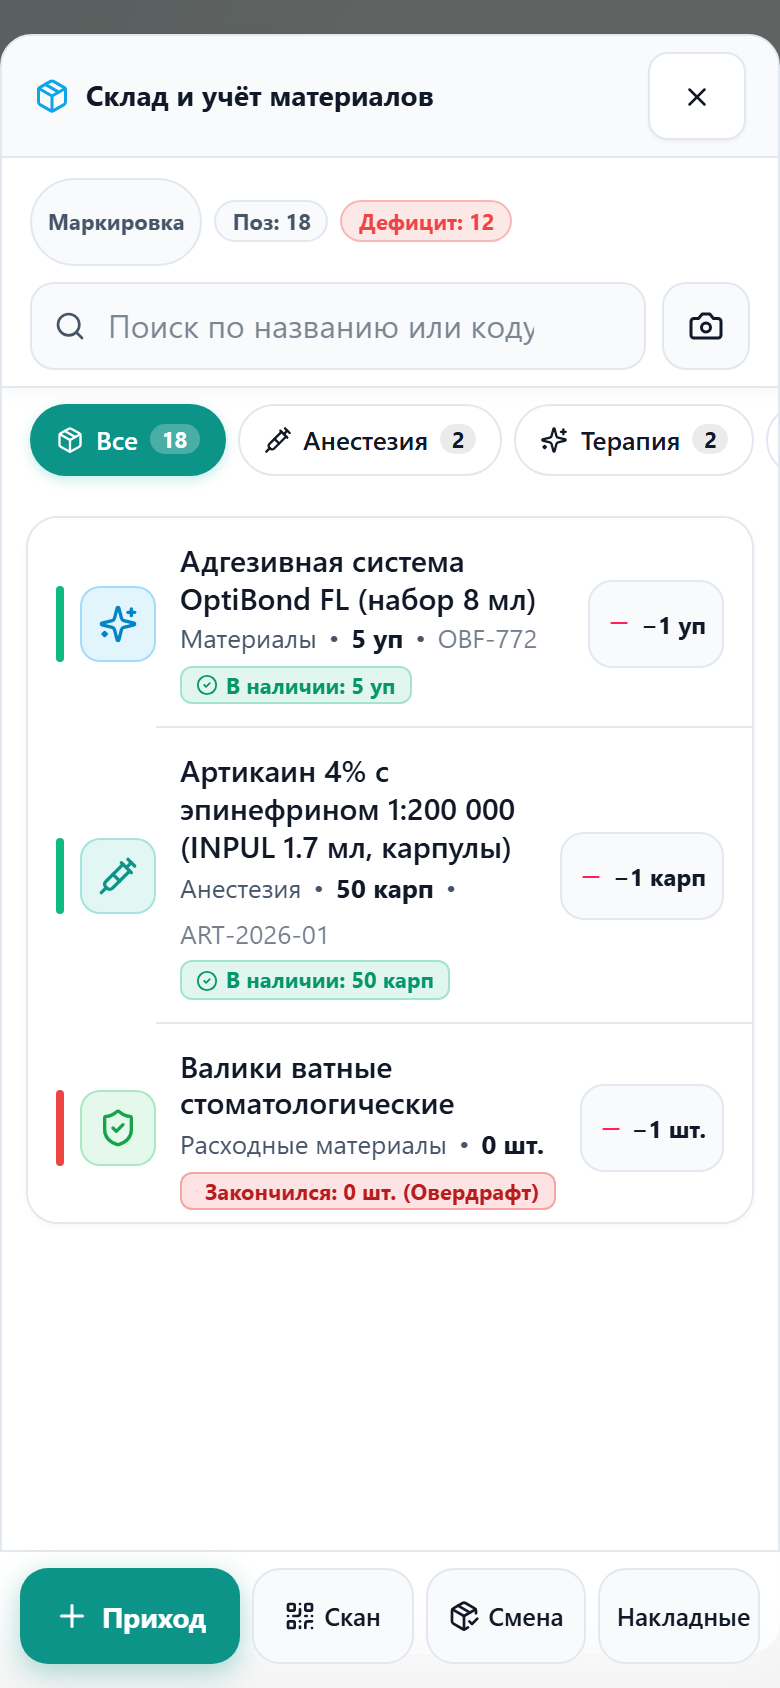 Склад и учёт материалов
Маркировка
Поз: 18
Дефицит: 12
Поиск по названию или коду
Все 18
Анестезия 2
Терапия 2
Адгезивная система
OptiBond FL (набор 8 мл)
Материалы • 5 уп • OBF-772
В наличии: 5 уп
−1 уп
Артикаин 4% с
эпинефрином 1:200 000
(INPUL 1.7 мл, карпулы)
Анестезия • 50 карп •
ART-2026-01
В наличии: 50 карп
−1 карп
Валики ватные
стоматологические
Расходные материалы • 0 шт.
Закончился: 0 шт. (Овердрафт)
−1 шт.
Приход
Скан
Смена
Накладные